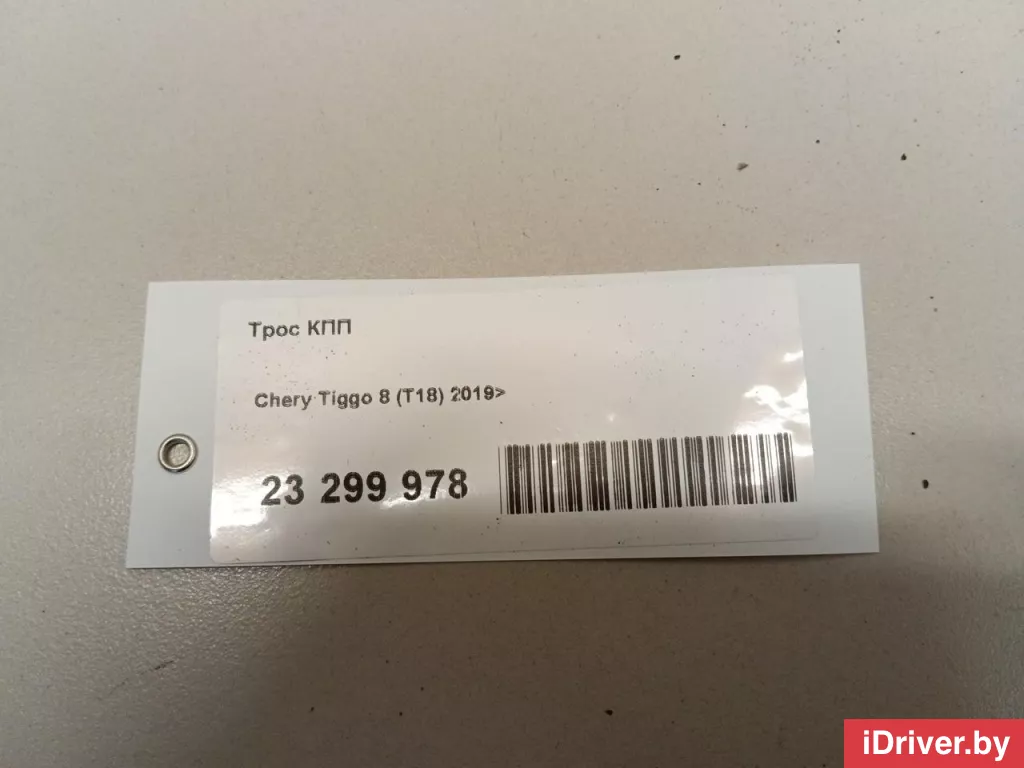 Трос КПП
Chery Tiggo 8 (T18) 2019>
23 299 978
iDriver.by